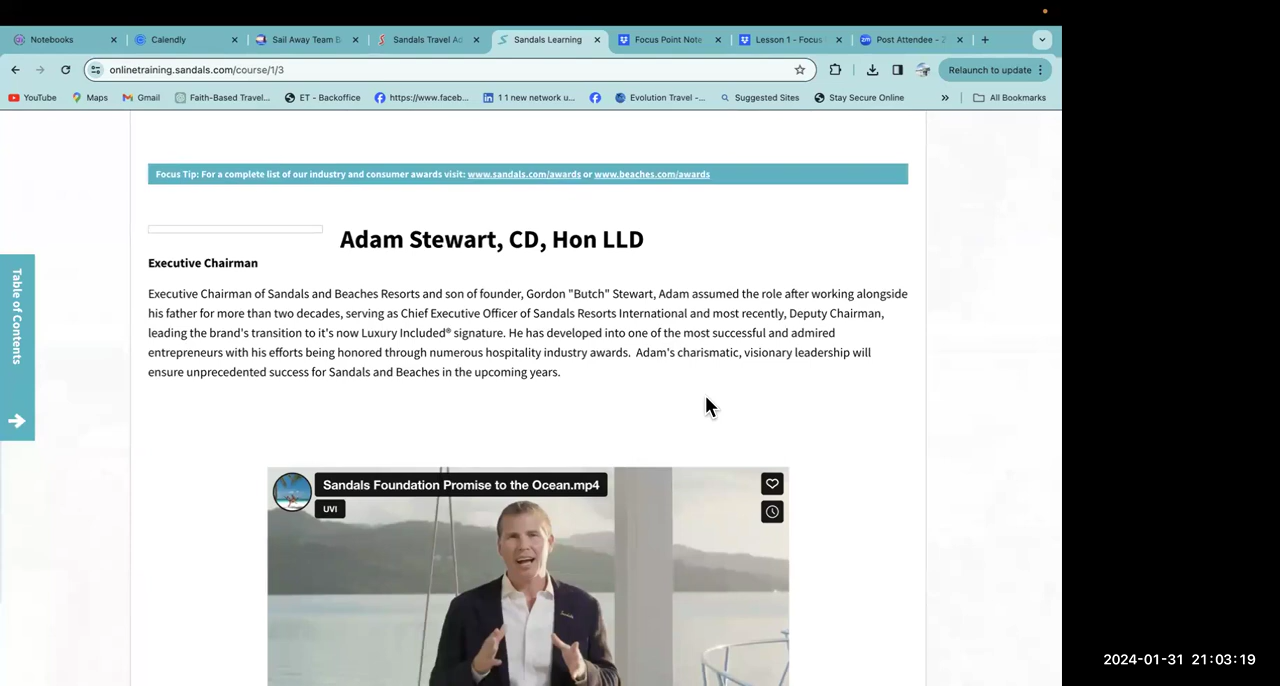 Notebooks
Calendly
Sail Away Team B
Sandals Travel Ad
Sandals Learning
Focus Point Note
Lesson 1 - Focus
Post Attendee - Z
onlinetraining.sandals.com/course/1/3
Relaunch to update
YouTube
Maps
Gmail
Faith-Based Travel...
ET - Backoffice
https://www.faceb...
1 1 new network u...
Evolution Travel -...
Suggested Sites
Stay Secure Online
All Bookmarks
Focus Tip: For a complete list of our industry and consumer awards visit: www.sandals.com/awards or www.beaches.com/awards
Adam Stewart, CD, Hon LLD
Executive Chairman
Executive Chairman of Sandals and Beaches Resorts and son of founder, Gordon "Butch" Stewart, Adam assumed the role after working alongside
his father for more than two decades, serving as Chief Executive Officer of Sandals Resorts International and most recently, Deputy Chairman,
leading the brand's transition to it's now Luxury Included® signature. He has developed into one of the most successful and admired
entrepreneurs with his efforts being honored through numerous hospitality industry awards. Adam's charismatic, visionary leadership will
ensure unprecedented success for Sandals and Beaches in the upcoming years.
Table of Contents
Sandals Foundation Promise to the Ocean.mp4
UVI
2024-01-31 21:03:19